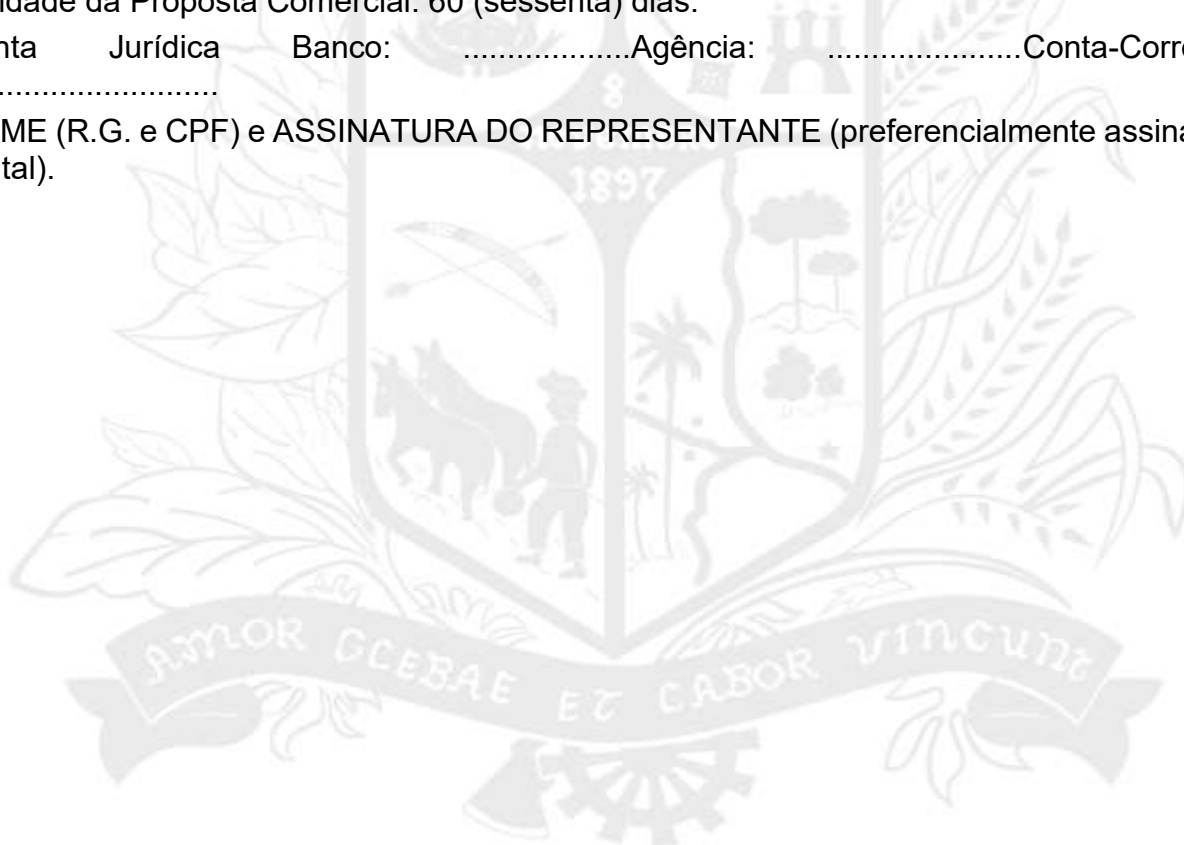 idade da Proposta Comercial: 60 (sessenta) dias.
nta Jurídica Banco: ...................Agência: ......................Conta-Corre
.........................
ME (R.G. e CPF) e ASSINATURA DO REPRESENTANTE (preferencialmente assina
tal).
8
1897
AMOR GLEBAE ET LABOR VINCUNT